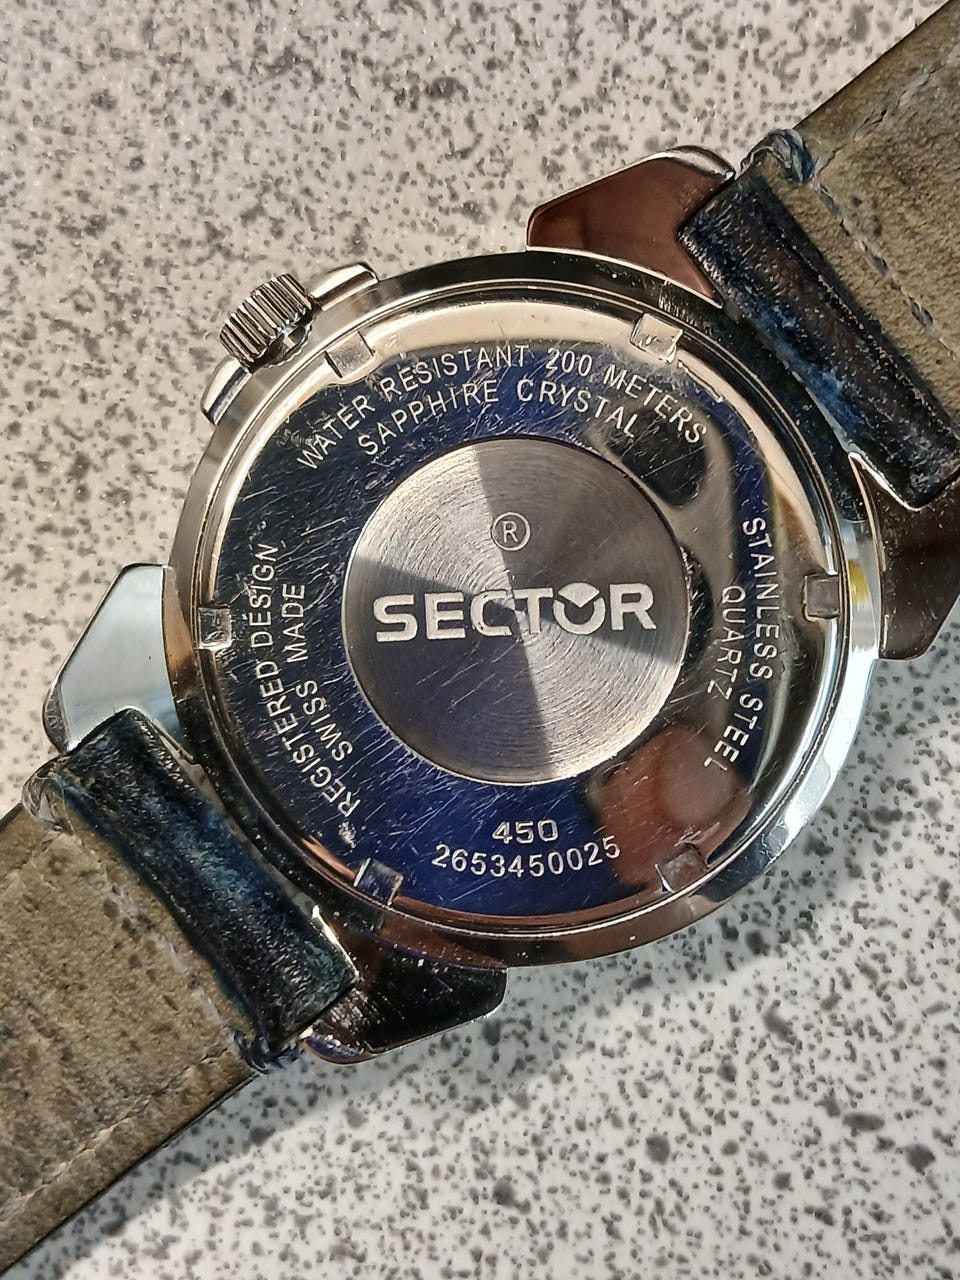 WATER RESISTANT 200 METERS
SAPPHIRE CRYSTAL
®
SECTOR
STAINLESS STEEL
QUARTZ
REGISTERED DESIGN
SWISS MADE
450
2653450025